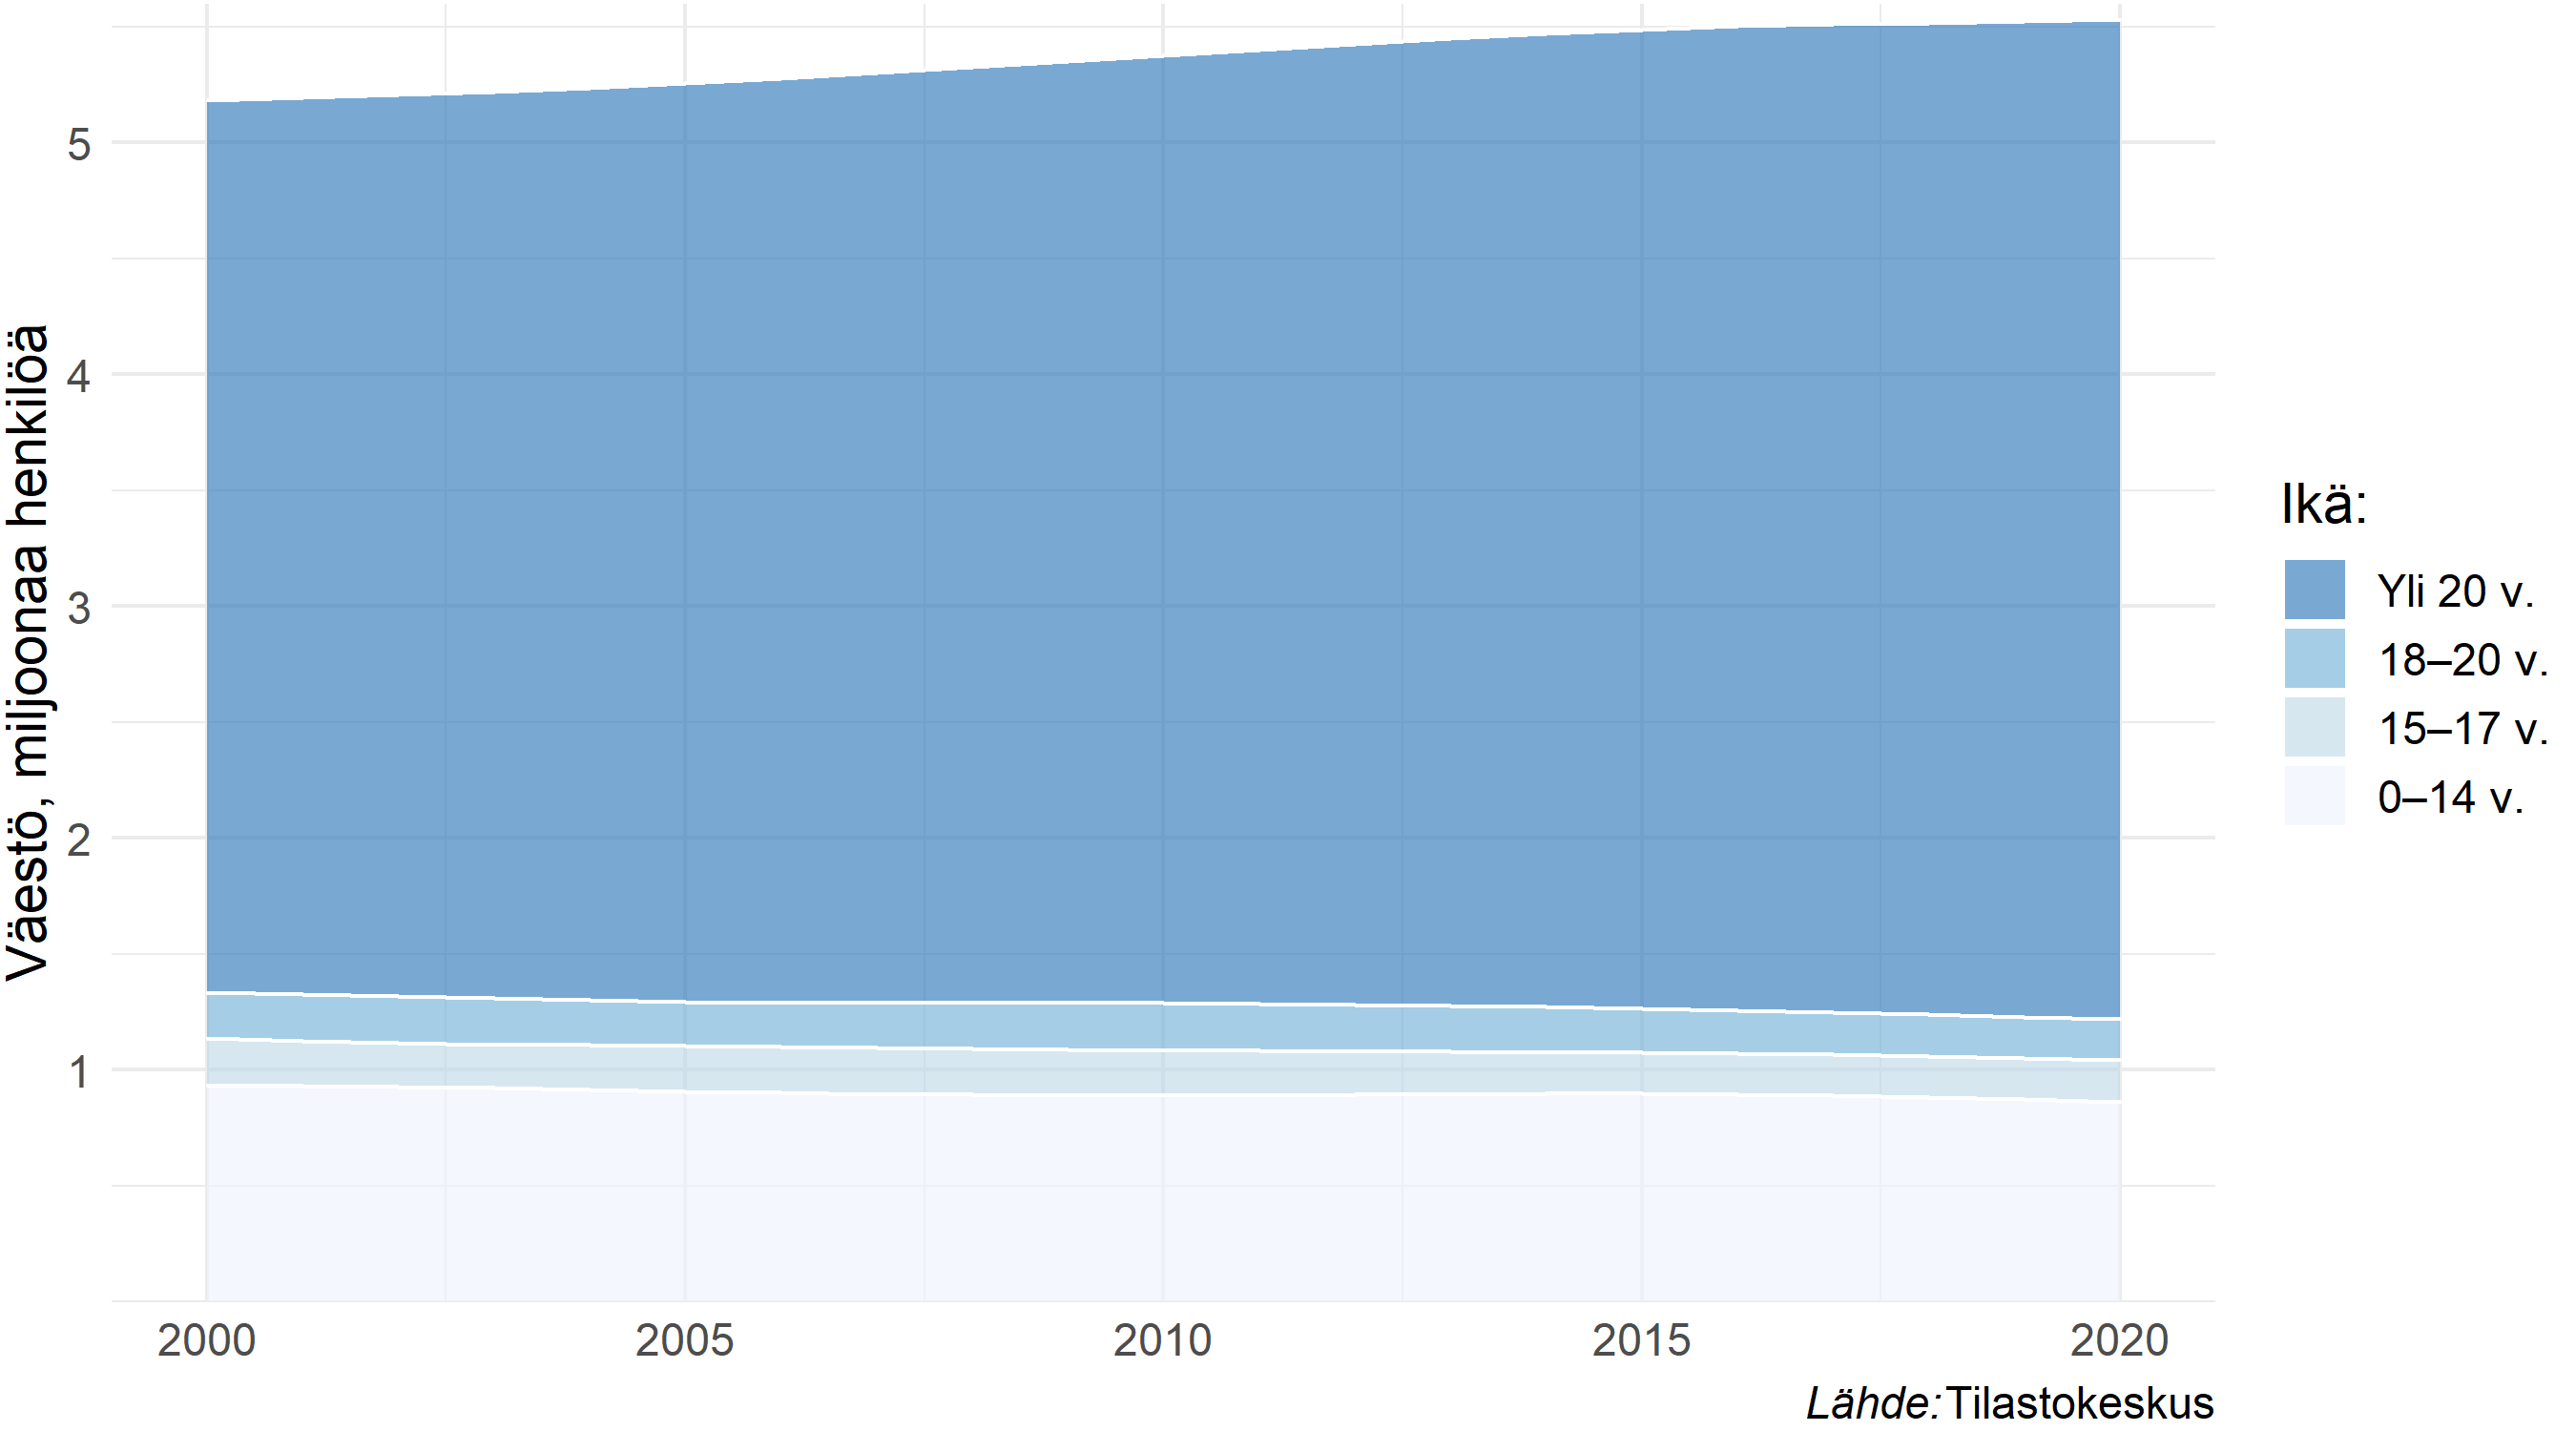 Väestö, miljoonaa henkilöä
5
4
3
2
1
2000 2005 2010 2015 2020
Ikä:
Yli 20 v.
18–20 v.
15–17 v.
0–14 v.
Lähde: Tilastokeskus